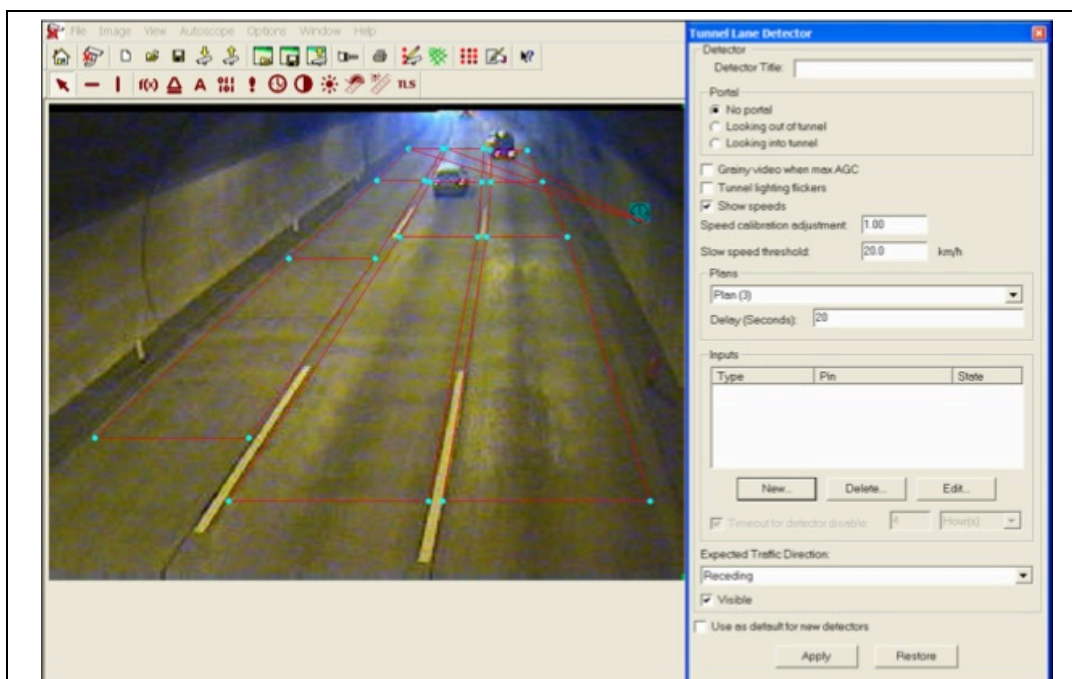 File Image View Autoscope Options Window Help
f(x) A TLS
Tunnel Lane Detector
Detector
Detector Title:
Portal
No portal
Looking out of tunnel
Looking into tunnel
Grainy video when max AGC
Tunnel lighting flickers
Show speeds
Speed calibration adjustment: 1.00
Slow speed threshold: 20.0 km/h
Plans
Plan (3)
Delay (Seconds): 20
Inputs
Type Pin State
New... Delete... Edit...
Timeout for detector disable: 4 Hour(s)
Expected Traffic Direction:
Receding
Visible
Use as default for new detectors
Apply Restore